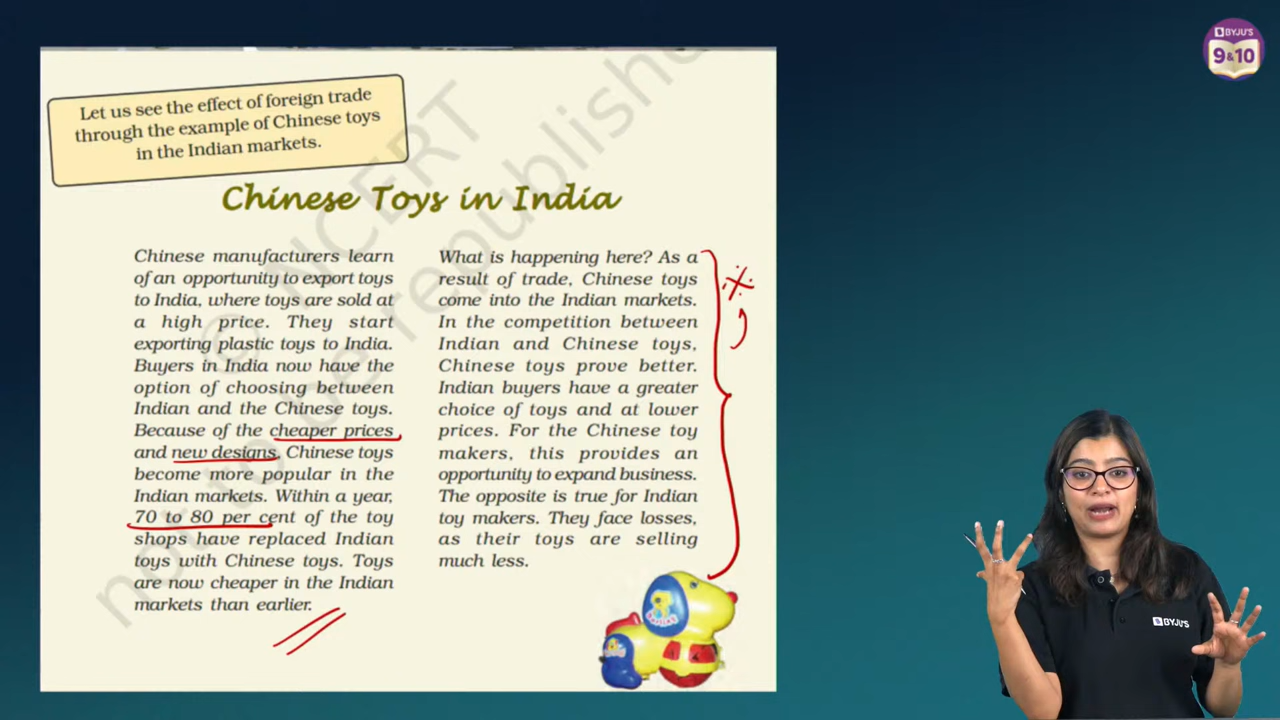 BYJU'S
9&10
Let us see the effect of foreign trade
through the example of Chinese toys
in the Indian markets.
Chinese Toys in India
Chinese manufacturers learn
of an opportunity to export toys
to India, where toys are sold at
a high price. They start
exporting plastic toys to India.
Buyers in India now have the
option of choosing between
Indian and the Chinese toys.
Because of the cheaper prices
and new designs, Chinese toys
become more popular in the
Indian markets. Within a year,
70 to 80 per cent of the toy
shops have replaced Indian
toys with Chinese toys. Toys
are now cheaper in the Indian
markets than earlier.
What is happening here? As a
result of trade, Chinese toys
come into the Indian markets.
In the competition between
Indian and Chinese toys,
Chinese toys prove better.
Indian buyers have a greater
choice of toys and at lower
prices. For the Chinese toy
makers, this provides an
opportunity to expand business.
The opposite is true for Indian
toy makers. They face losses,
as their toys are selling
much less.
© NCERT
not to be republishe
BYJU'S